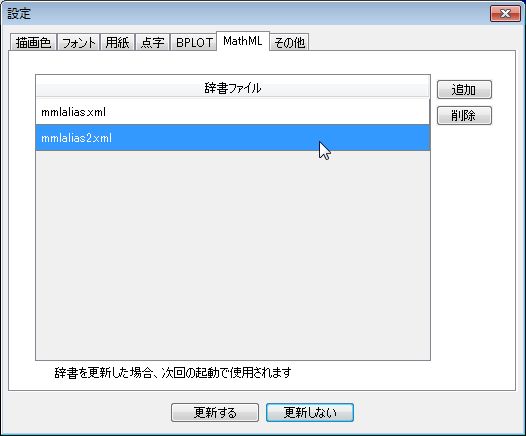 設定
描画色 フォント 用紙 点字 BPLOT MathML その他
辞書ファイル
追加
mmlalias.xml
削除
mmlalias2.xml
辞書を更新した場合、次回の起動で使用されます
更新する 更新しない